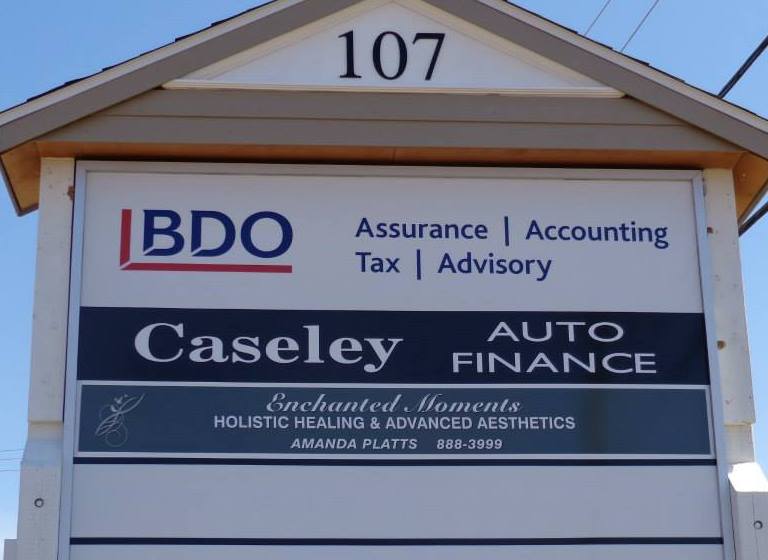 107
BDO
Assurance | Accounting
Tax | Advisory
Caseley
AUTO
FINANCE
Enchanted Moments
HOLISTIC HEALING & ADVANCED AESTHETICS
AMANDA PLATTS 888-3999